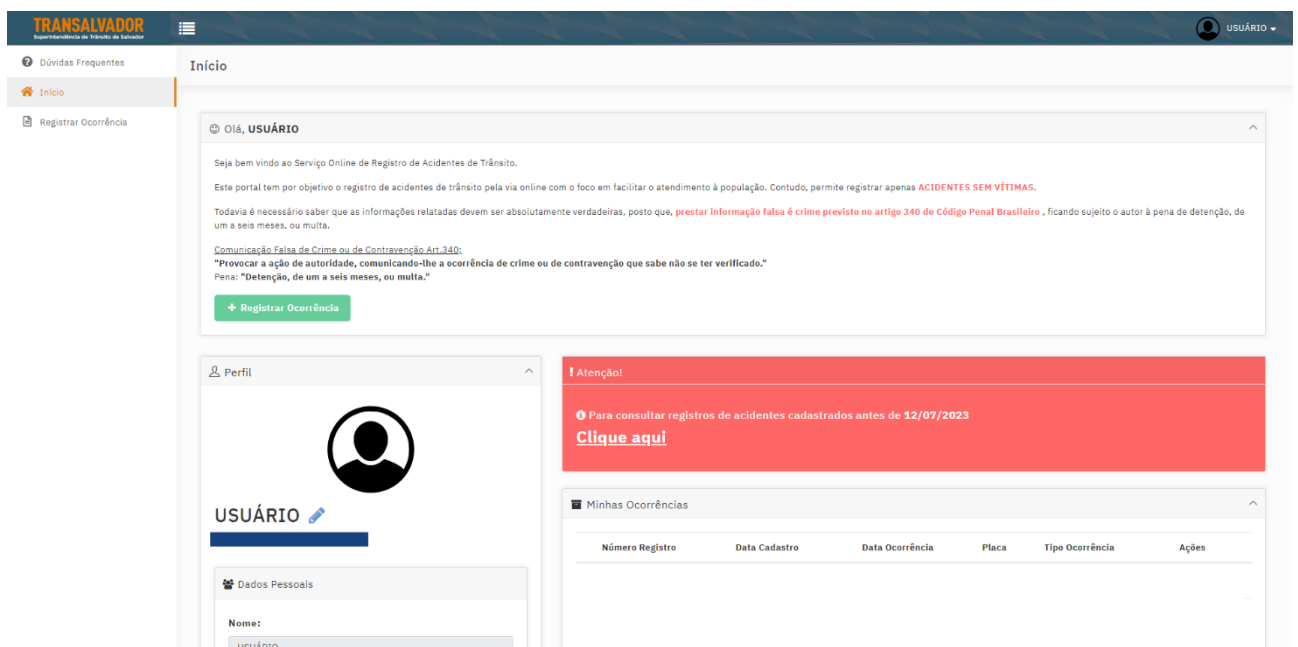 TRANSALVADOR
Superintendência de Trânsito de Salvador
USUÁRIO
Dúvidas Frequentes
Início
Registrar Ocorrência
Início
Olá, USUÁRIO
Seja bem vindo ao Serviço Online de Registro de Acidentes de Trânsito.
Este portal tem por objetivo o registro de acidentes de trânsito pela via online com o foco em facilitar o atendimento à população. Contudo, permite registrar apenas ACIDENTES SEM VÍTIMAS.
Todavia é necessário saber que as informações relatadas devem ser absolutamente verdadeiras, posto que, prestar informação falsa é crime previsto no artigo 340 do Código Penal Brasileiro , ficando sujeito o autor à pena de detenção, de
um a seis meses, ou multa.
Comunicação Falsa de Crime ou de Contravenção Art.340:
"Provocar a ação de autoridade, comunicando-lhe a ocorrência de crime ou de contravenção que sabe não se ter verificado."
Pena: "Detenção, de um a seis meses, ou multa."
+ Registrar Ocorrência
Perfil
USUÁRIO
Dados Pessoais
Nome:
USUÁRIO
! Atenção!
Para consultar registros de acidentes cadastrados antes de 12/07/2023
Clique aqui
Minhas Ocorrências
Número Registro Data Cadastro Data Ocorrência Placa Tipo Ocorrência Ações